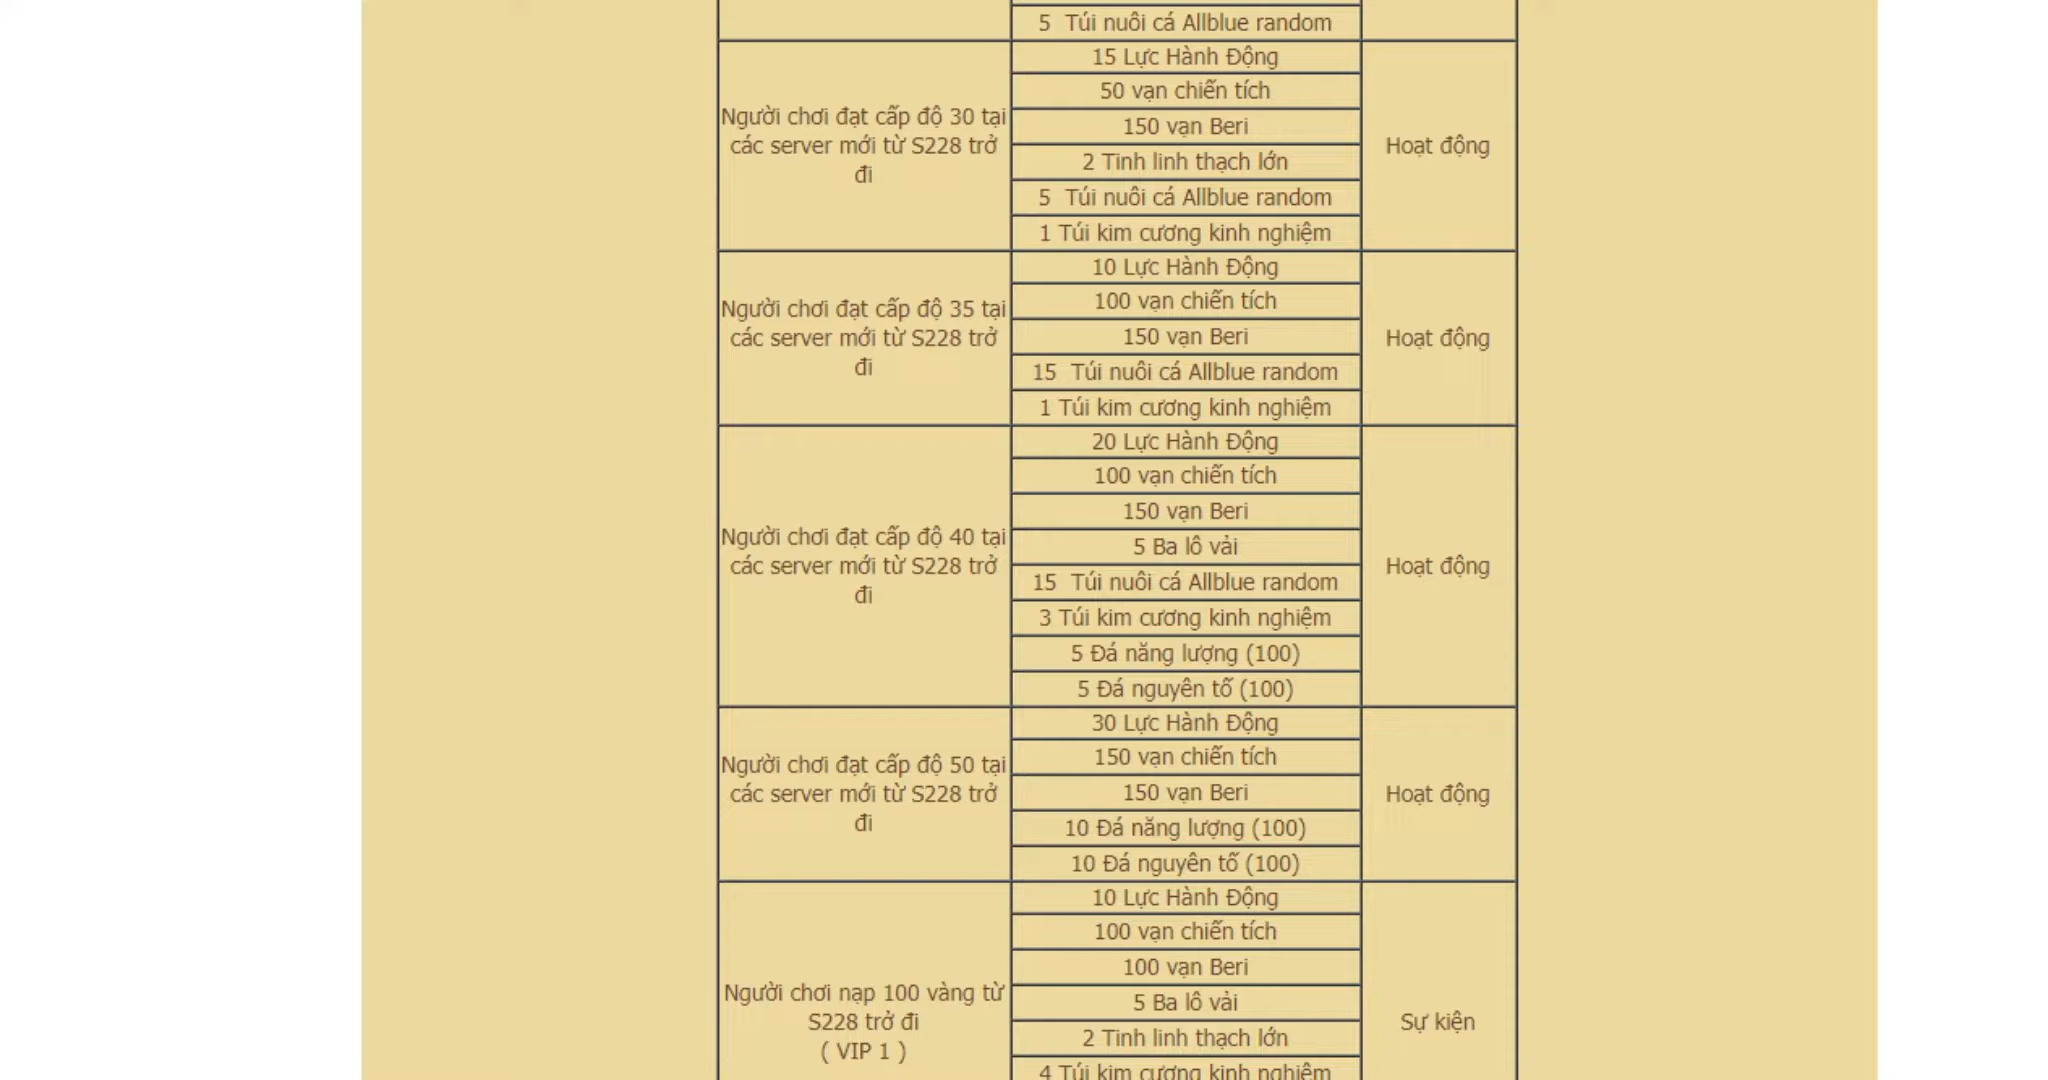 5 Túi nuôi cá Allblue random
Người chơi đạt cấp độ 30 tại
các server mới từ S228 trở
đi
15 Lực Hành Động
50 vạn chiến tích
150 vạn Beri
2 Tinh linh thạch lớn
5 Túi nuôi cá Allblue random
1 Túi kim cương kinh nghiệm
Hoạt động
Người chơi đạt cấp độ 35 tại
các server mới từ S228 trở
đi
10 Lực Hành Động
100 vạn chiến tích
150 vạn Beri
15 Túi nuôi cá Allblue random
1 Túi kim cương kinh nghiệm
Hoạt động
Người chơi đạt cấp độ 40 tại
các server mới từ S228 trở
đi
20 Lực Hành Động
100 vạn chiến tích
150 vạn Beri
5 Ba lô vải
15 Túi nuôi cá Allblue random
3 Túi kim cương kinh nghiệm
5 Đá năng lượng (100)
5 Đá nguyên tố (100)
Hoạt động
Người chơi đạt cấp độ 50 tại
các server mới từ S228 trở
đi
30 Lực Hành Động
150 vạn chiến tích
150 vạn Beri
10 Đá năng lượng (100)
10 Đá nguyên tố (100)
Hoạt động
Người chơi nạp 100 vàng từ
S228 trở đi
( VIP 1 )
10 Lực Hành Động
100 vạn chiến tích
100 vạn Beri
5 Ba lô vải
2 Tinh linh thạch lớn
4 Túi kim cương kinh nghiệm
Sự kiện